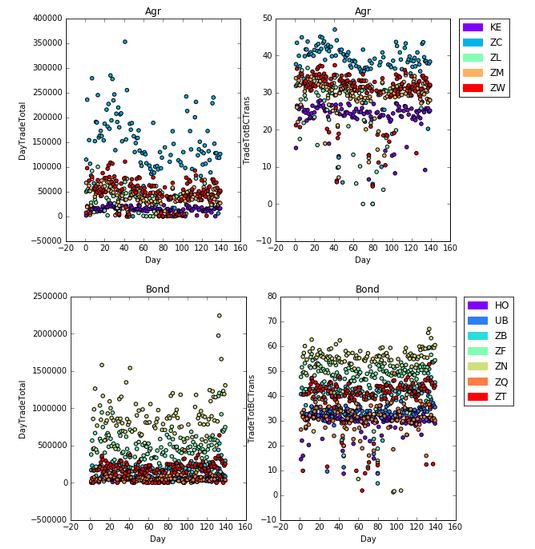 Agr
400000
350000
300000
250000
200000
150000
100000
50000
0
−50000
−20 0 20 40 60 80 100 120 140 160
DayTradeTotal
Day
Agr
50
40
30
20
10
0
−10
−20 0 20 40 60 80 100 120 140 160
TradeTotBCTrans
Day
KE
ZC
ZL
ZM
ZW
Bond
2500000
2000000
1500000
1000000
500000
0
−500000
−20 0 20 40 60 80 100 120 140 160
DayTradeTotal
Day
Bond
80
70
60
50
40
30
20
10
0
−10
−20 0 20 40 60 80 100 120 140 160
TradeTotBCTrans
Day
HO
UB
ZB
ZF
ZN
ZQ
ZT